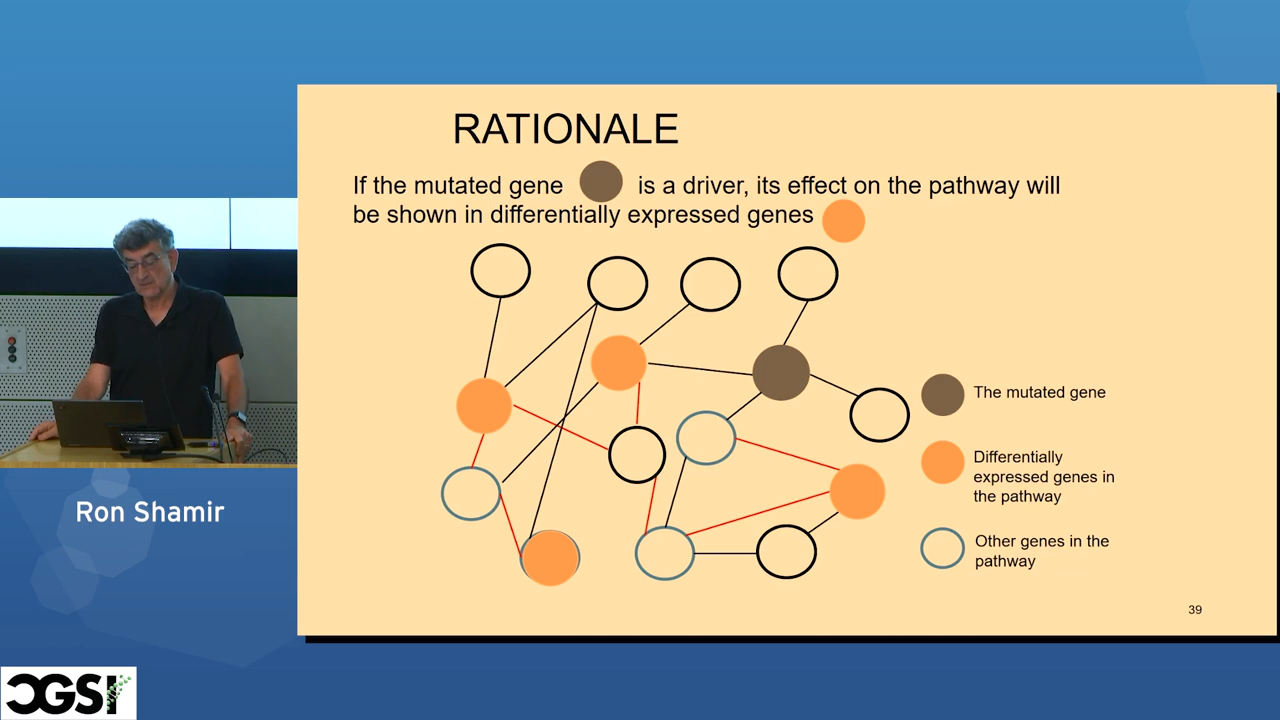 RATIONALE
If the mutated gene is a driver, its effect on the pathway will
be shown in differentially expressed genes
The mutated gene
Differentially
expressed genes in
the pathway
Other genes in the
pathway
39
Ron Shamir
CGSI